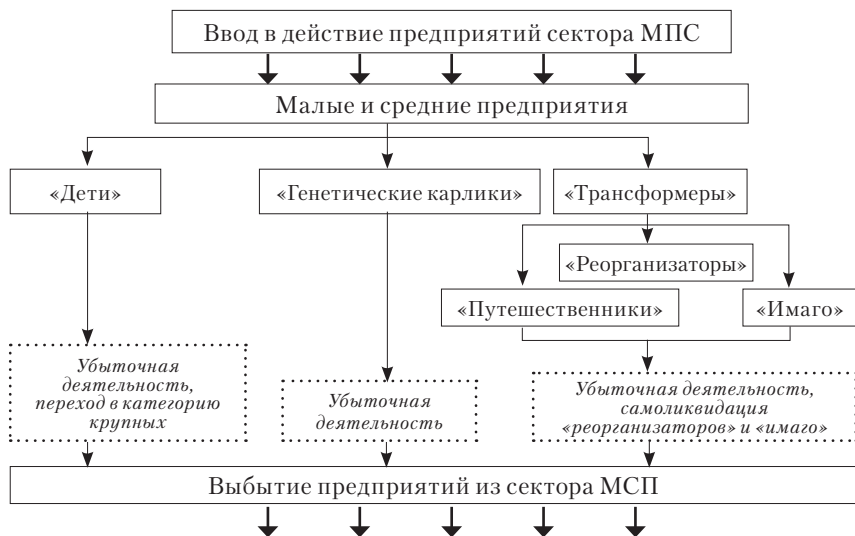 Ввод в действие предприятий сектора МПС
Малые и средние предприятия
«Дети»
«Генетические карлики»
«Трансформеры»
«Реорганизаторы»
«Путешественники»
«Имаго»
Убыточная
деятельность,
переход в категорию
крупных
Убыточная
деятельность
Убыточная деятельность,
самоликвидация
«реорганизаторов» и «имаго»
Выбытие предприятий из сектора МСП